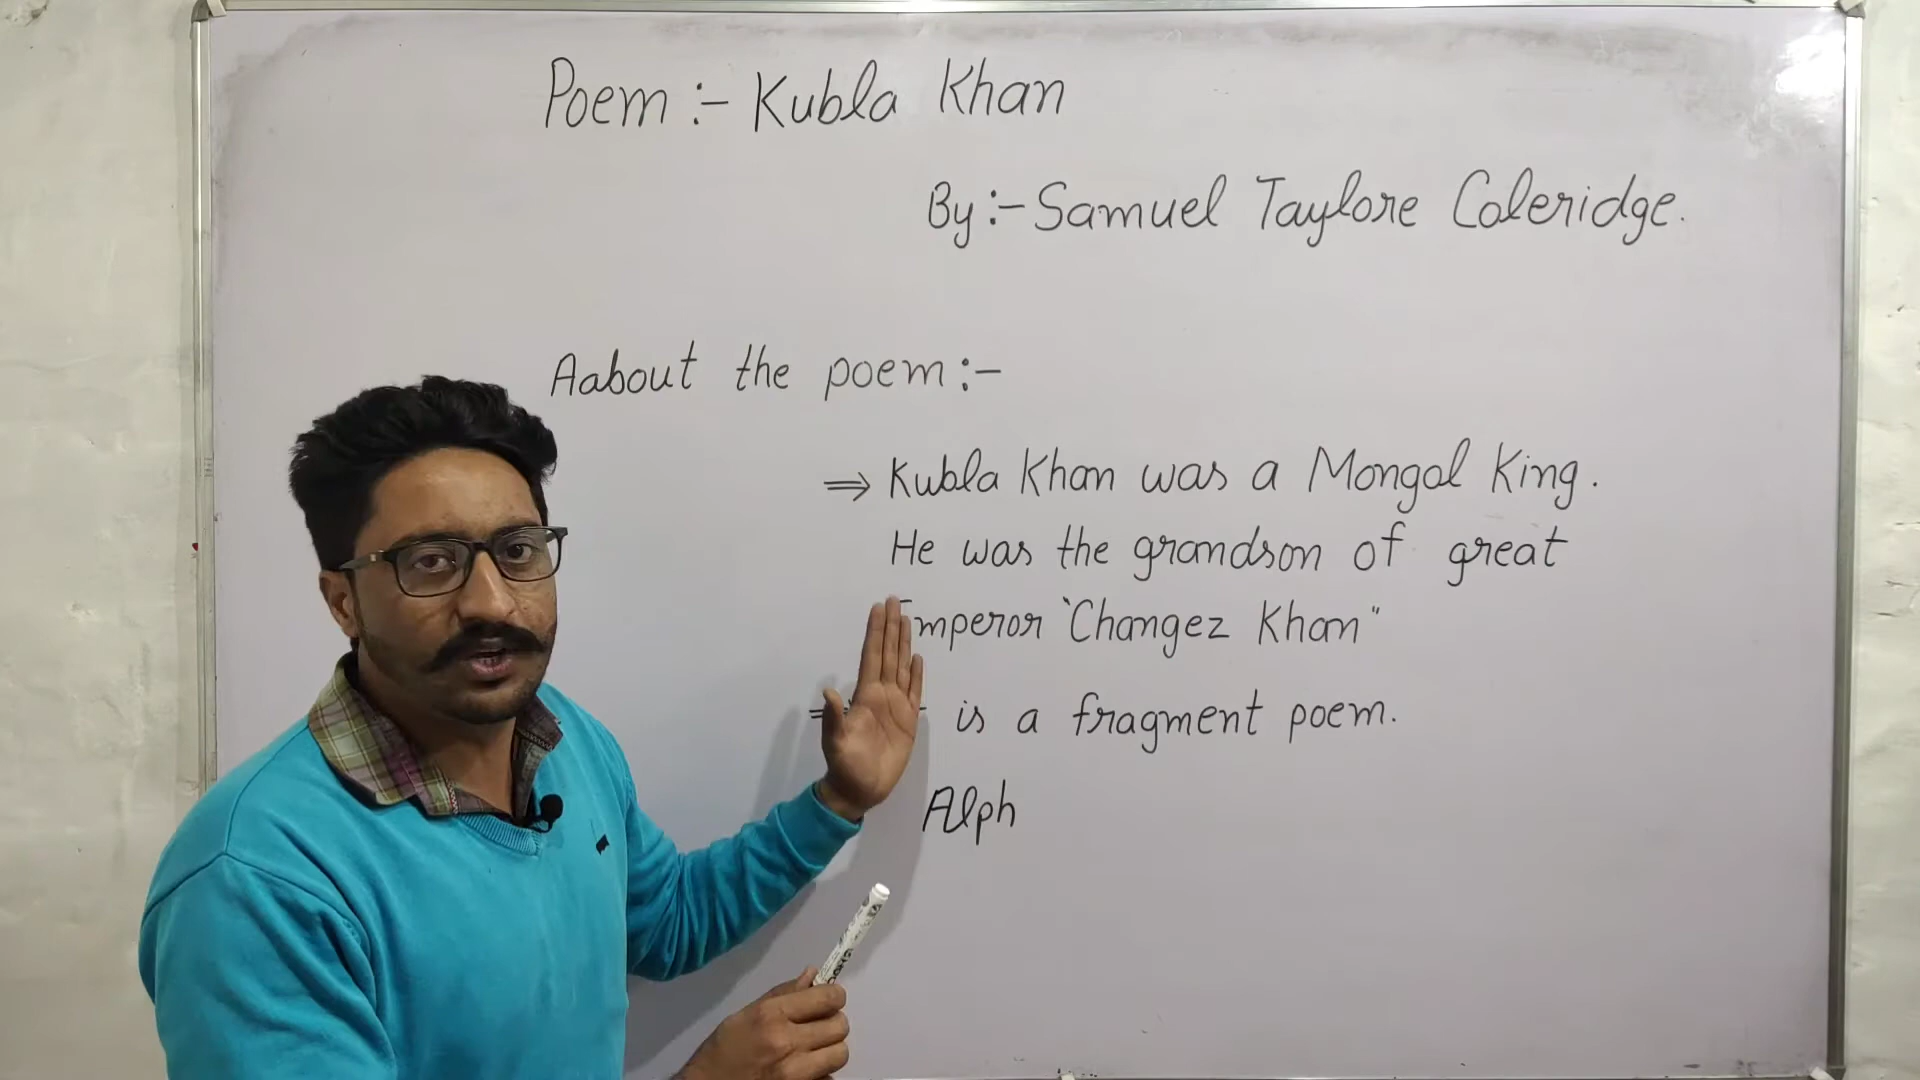 Poem :- Kubla Khan
By :- Samuel Taylore Coleridge.
Aabout the poem :-
⇒ Kubla Khan was a Mongol King.
He was the grandson of great
Emperor "Changez Khan"
is a fragment poem.
Alph